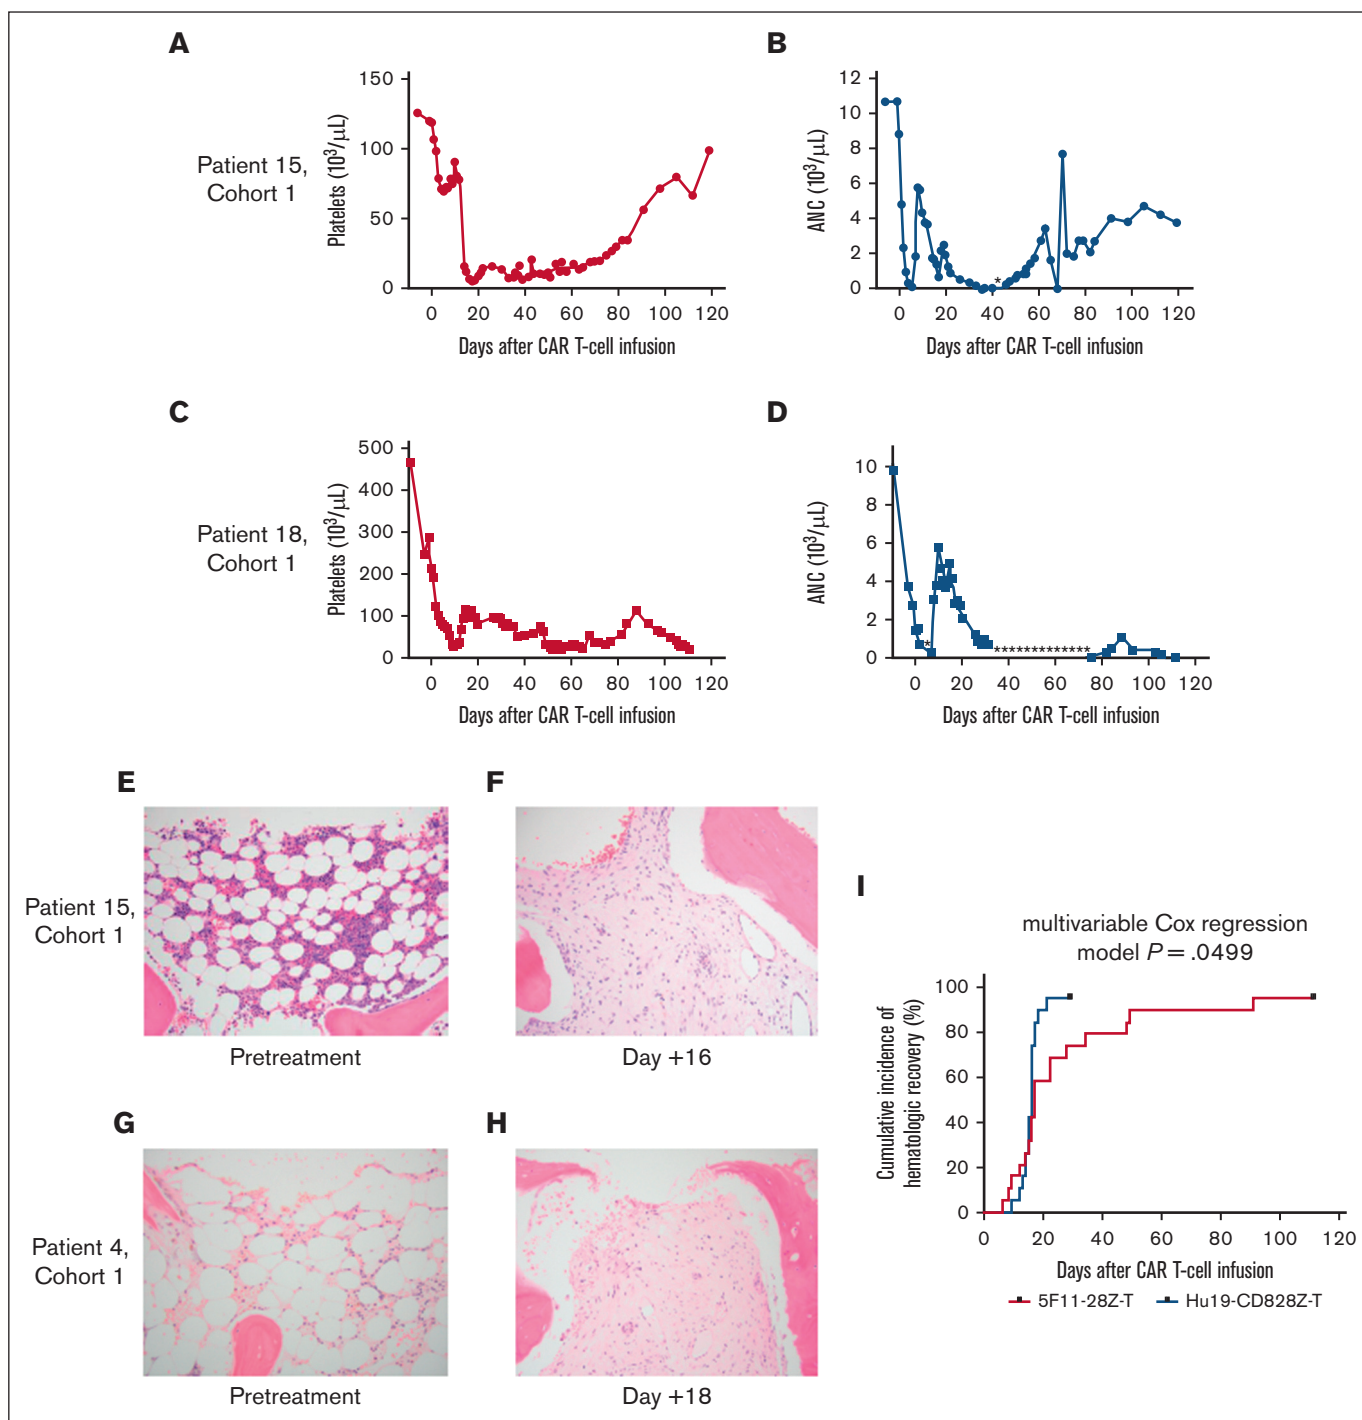 A
Patient 15,
Cohort 1
Platelets (10³/μL)
150
100
50
0
0 20 40 60 80 100 120
Days after CAR T-cell infusion
B
ANC (10³/μL)
12
10
8
6
4
2
0
*
0 20 40 60 80 100 120
Days after CAR T-cell infusion
C
Patient 18,
Cohort 1
Platelets (10³/μL)
500
400
300
200
100
0
0 20 40 60 80 100 120
Days after CAR T-cell infusion
D
ANC (10³/μL)
10
8
6
4
2
0
*
**************
0 20 40 60 80 100 120
Days after CAR T-cell infusion
E
Patient 15,
Cohort 1
Pretreatment
F
Day +16
G
Patient 4,
Cohort 1
Pretreatment
H
Day +18
I
multivariable Cox regression
model P = .0499
Cumulative incidence of
hematologic recovery (%)
100
80
60
40
20
0
0 20 40 60 80 100 120
Days after CAR T-cell infusion
5F11-28Z-T Hu19-CD828Z-T